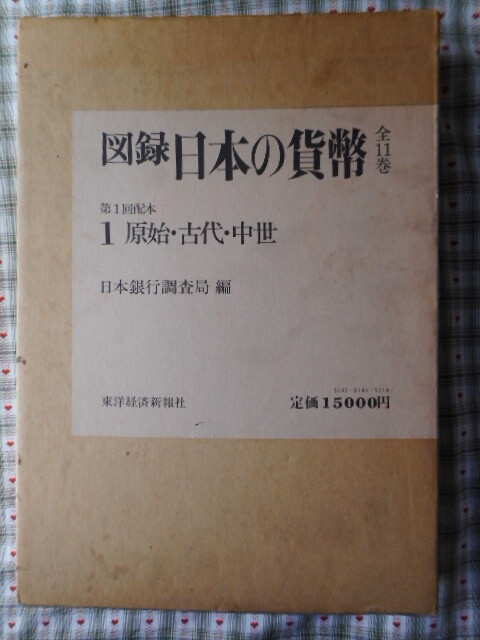 図録 日本の貨幣 全11巻
第1回配本
1 原始・古代・中世
日本銀行調査局 編
東洋経済新報社
定価 15000円